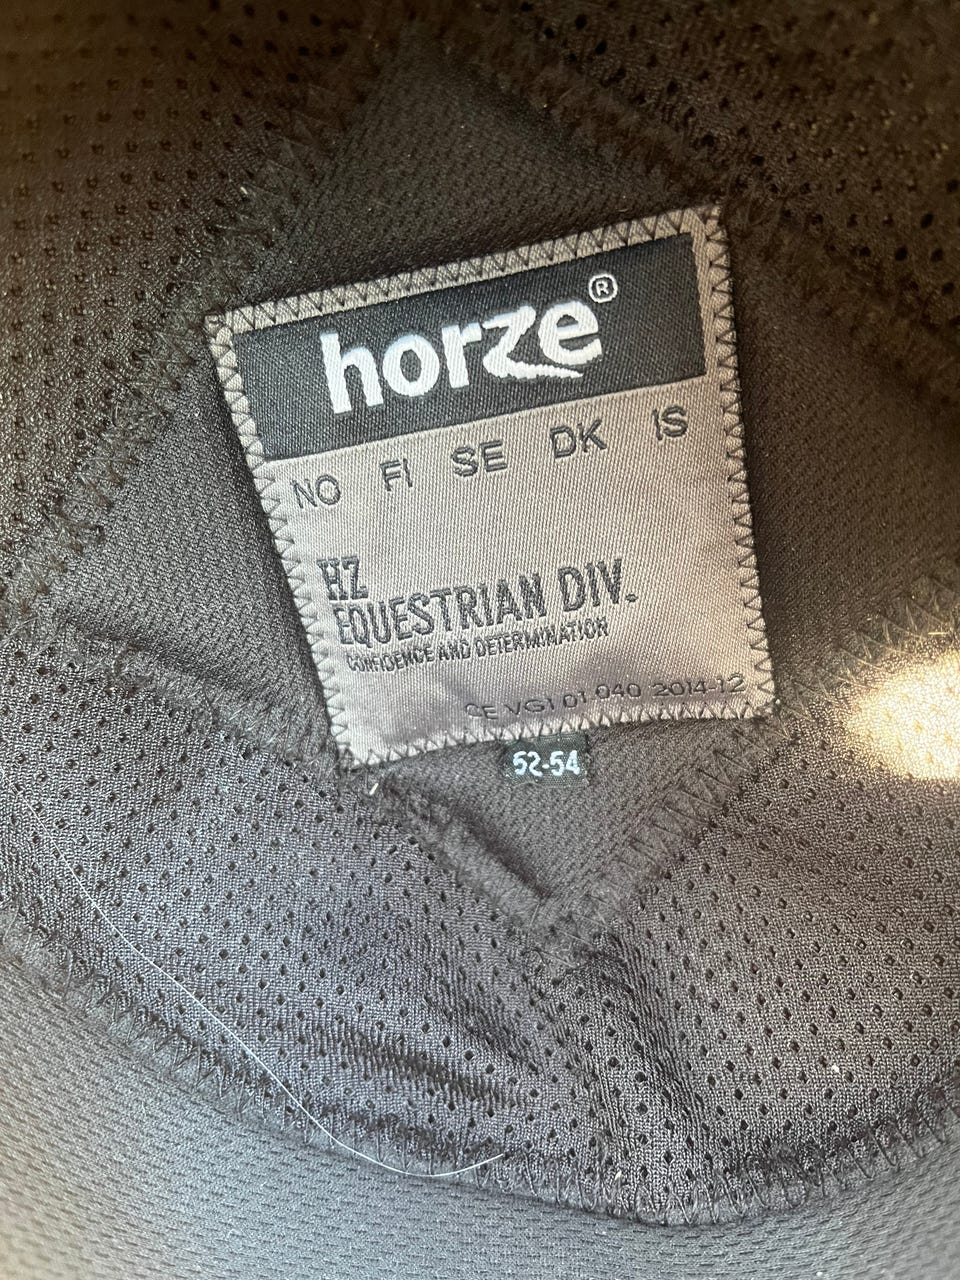 horze®
NO FI SE DK IS
HZ
EQUESTRIAN DIV.
CONFIDENCE AND DETERMINATION
CE VG1 01 040 2014-12
52-54